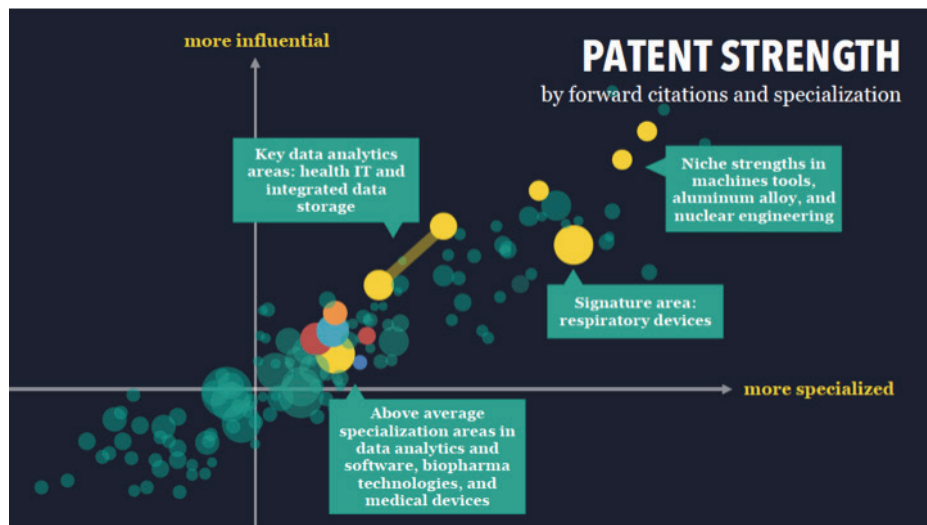 more influential
PATENT STRENGTH
by forward citations and specialization
Key data analytics
areas: health IT and
integrated data
storage
Niche strengths in
machines tools,
aluminum alloy, and
nuclear engineering
Signature area:
respiratory devices
more specialized
Above average
specialization areas in
data analytics and
software, biopharma
technologies, and
medical devices